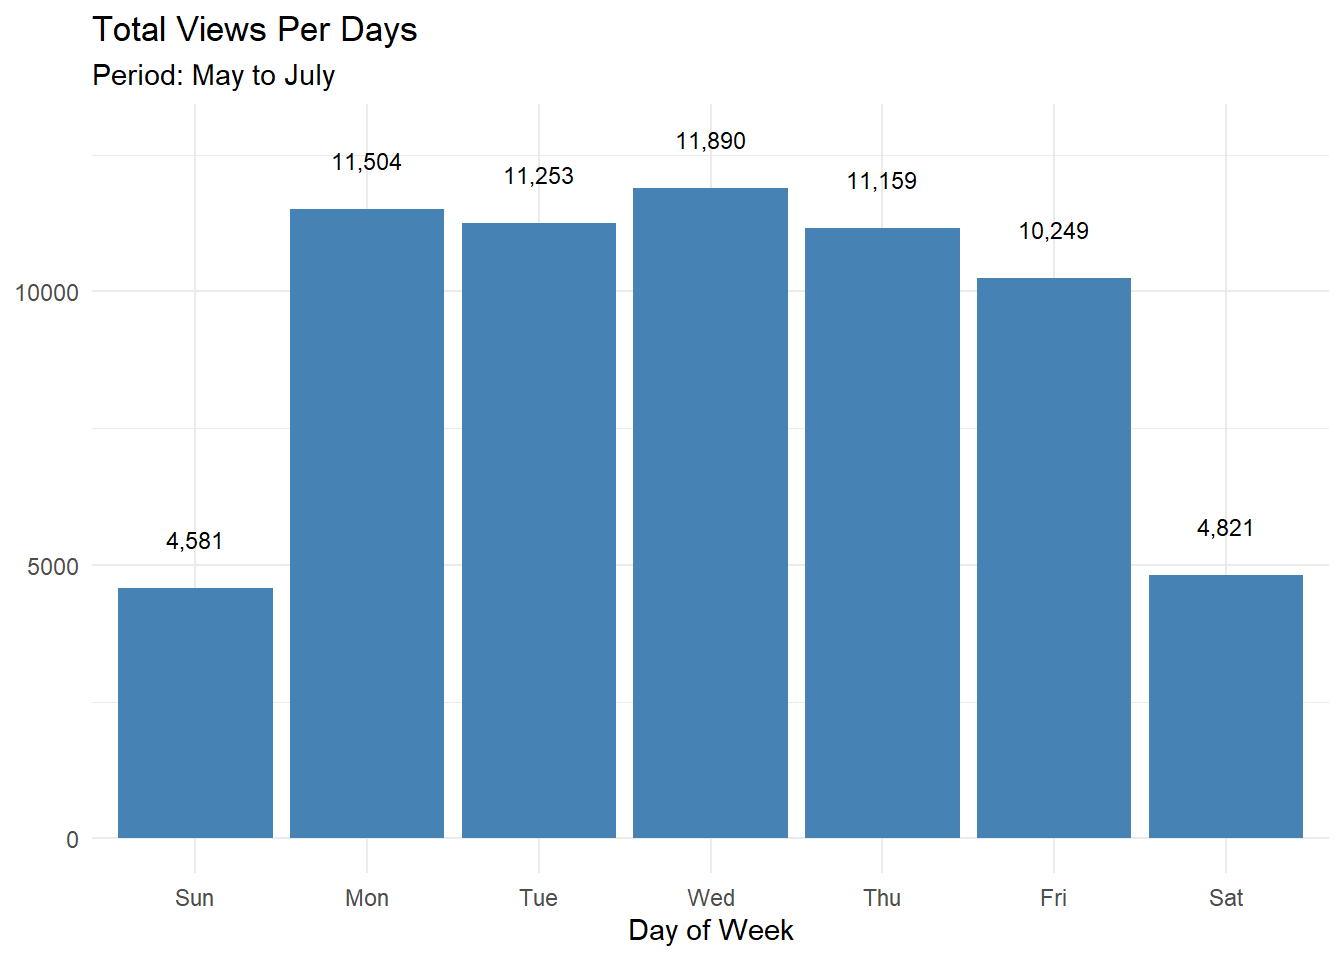 Total Views Per Days
Period: May to July
11,890
11,504
11,253
11,159
10,249
10000
4,581
4,821
5000
0
Sun Mon Tue Wed Thu Fri Sat
Day of Week